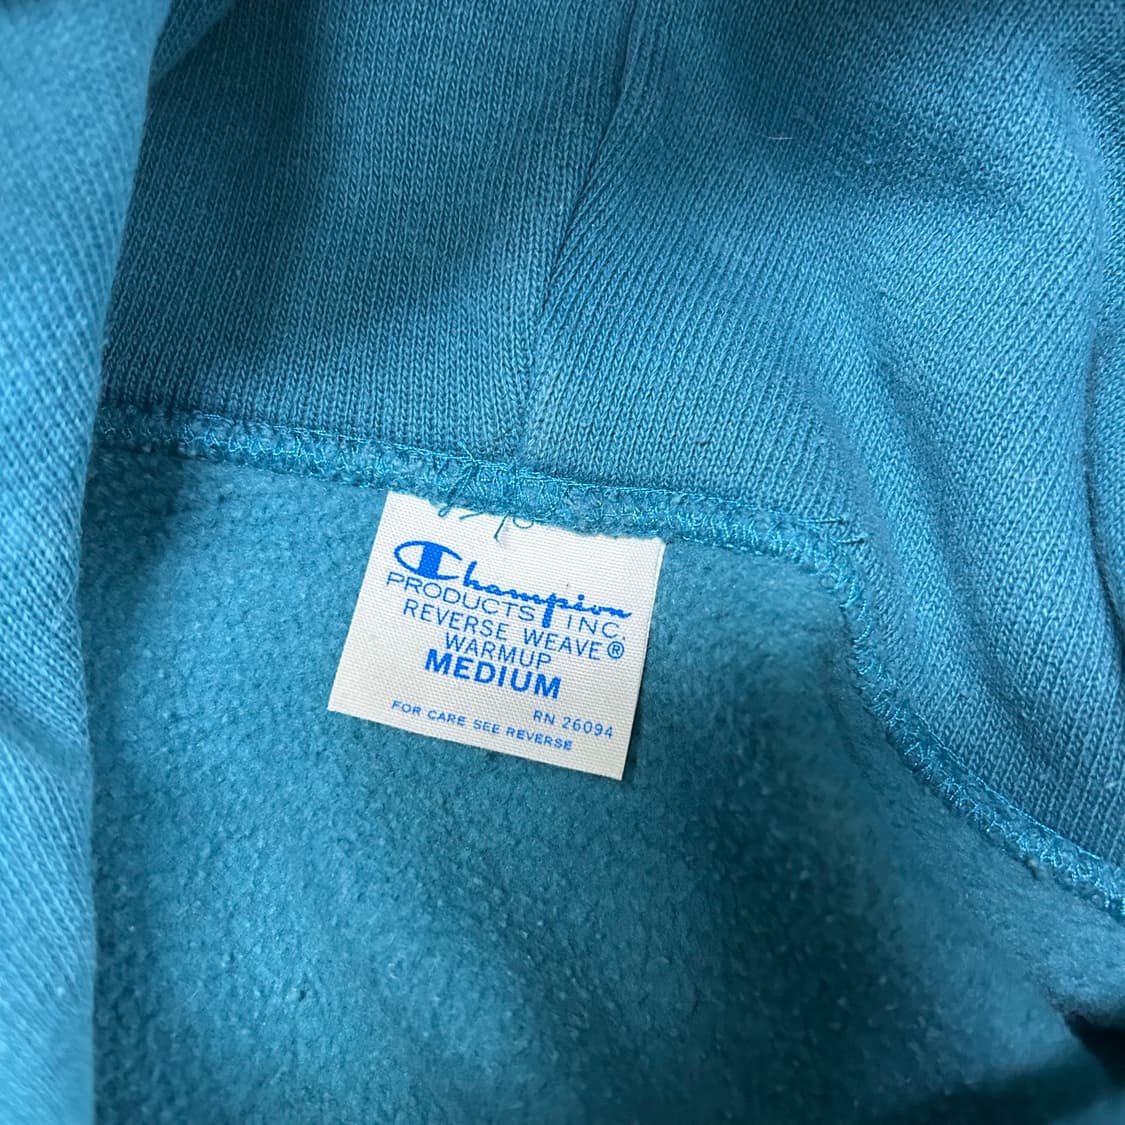 Champion
PRODUCTS INC.
REVERSE WEAVE®
WARMUP
MEDIUM
RN 26094
FOR CARE SEE REVERSE